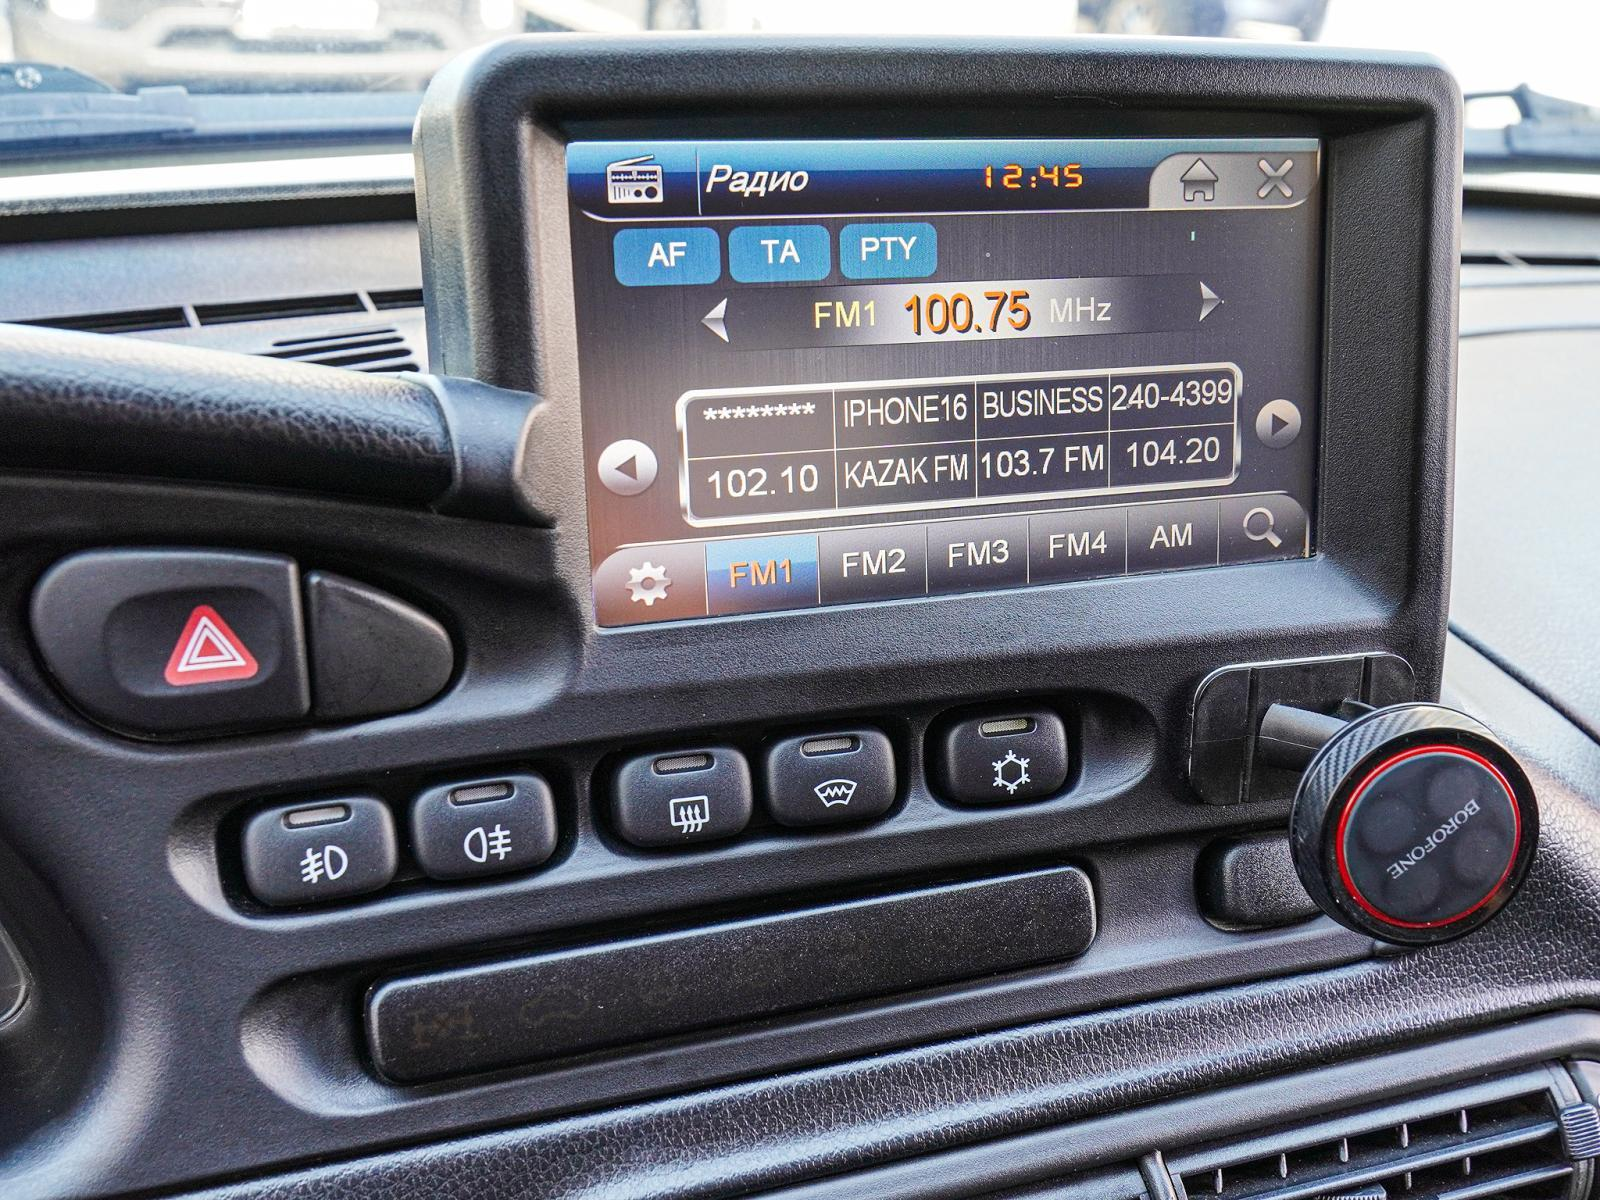 Радио 12:45
AF TA PTY
FM1 100.75 MHz
******** IPHONE16 BUSINESS 240-4399
102.10 KAZAK FM 103.7 FM 104.20
FM1 FM2 FM3 FM4 AM
BOROFONE